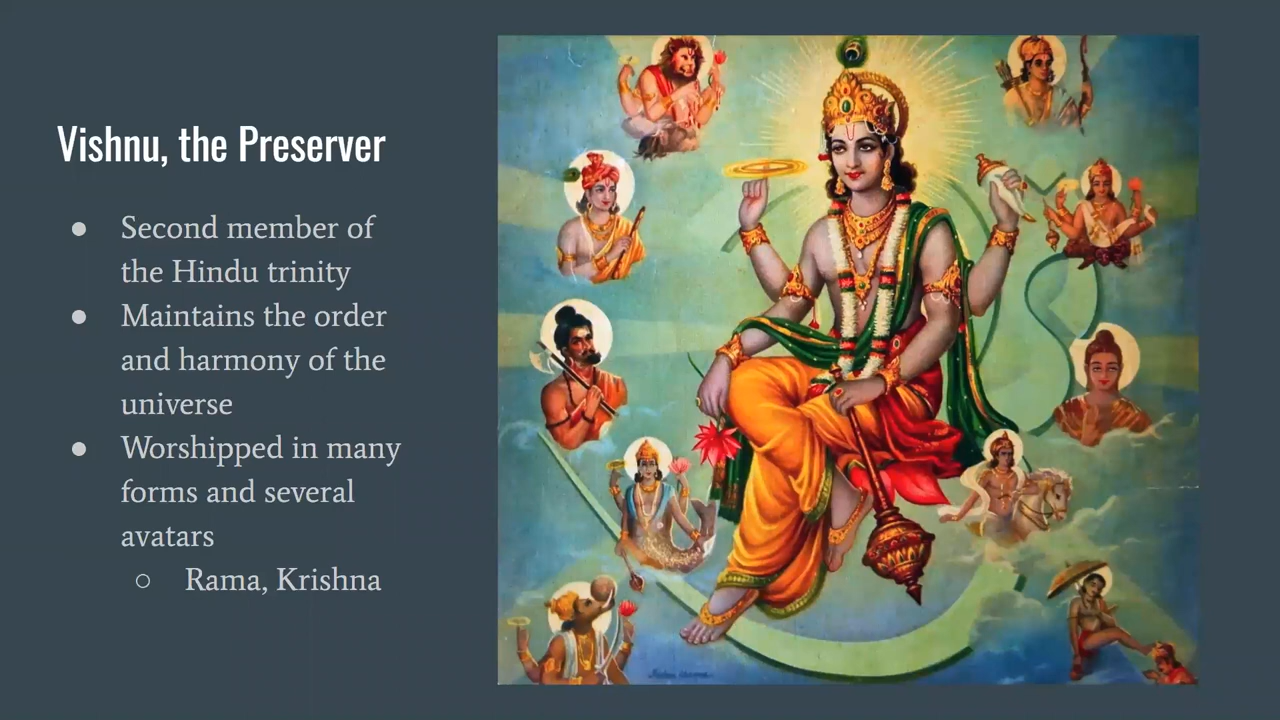 Vishnu, the Preserver
● Second member of
the Hindu trinity
● Maintains the order
and harmony of the
universe
● Worshipped in many
forms and several
avatars
○ Rama, Krishna